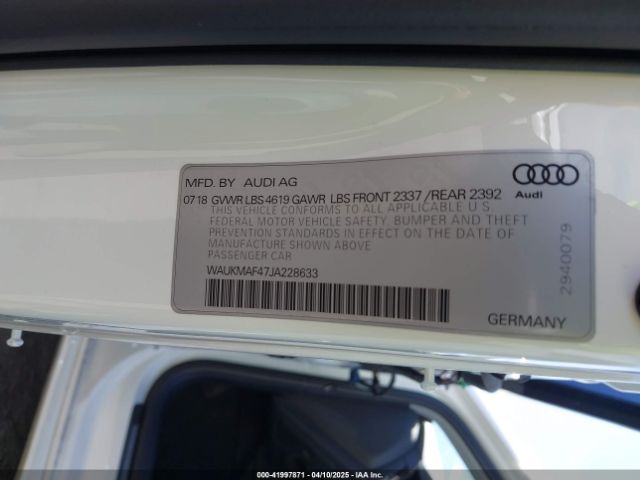 MFD. BY AUDI AG
Audi
07 18 GVWR LBS 4619 GAWR LBS FRONT 2337 /REAR 2392
THIS VEHICLE CONFORMS TO ALL APPLICABLE U S.
FEDERAL MOTOR VEHICLE SAFETY. BUMPER AND THEFT
PREVENTION STANDARDS IN EFFECT ON THE DATE OF
MANUFACTURE SHOWN ABOVE
PASSENGER CAR
WAUKMAF47JA228633
2940079
GERMANY
000-41997871 - 04/10/2025 - IAA Inc.